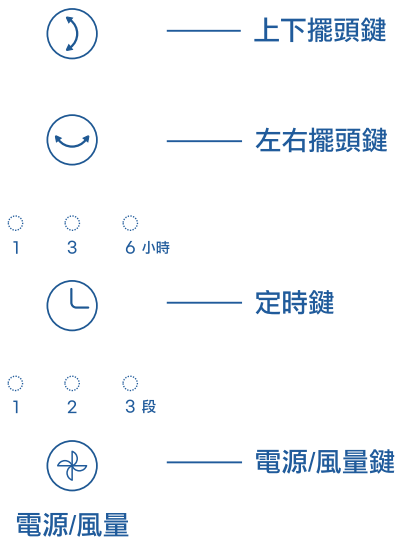 上下擺頭鍵
左右擺頭鍵
1 3 6 小時
定時鍵
1 2 3 段
電源/風量鍵
電源/風量